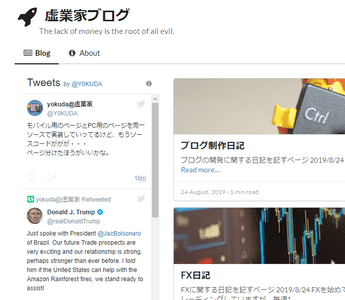 虚業家ブログ
The lack of money is the root of all evil.
Blog
About
Tweets by @Y0KUDA
yokuda@虚業家
@Y0KUDA
モバイル用のページとPC用のページを同一
ソースで実装していってるけど、もうソー
スコードががが・・・
ページ分けたほうがいいかな。
16m
yokuda@虚業家 Retweeted
Donald J. Trump
@realDonaldTrump
Just spoke with President @JairBolsonaro
of Brazil. Our future Trade prospects are
very exciting and our relationship is strong,
perhaps stronger than ever before. I told
him if the United States can help with the
Amazon Rainforest fires, we stand ready to
assist!
Ctrl
ブログ制作日記
ブログの開発に関する日記を記すページ 2019/8/24
Read more...
24 August, 2019 - 1 min read
FX日記
FXに関する日記を記すページ 2019/8/24 FXを始めて